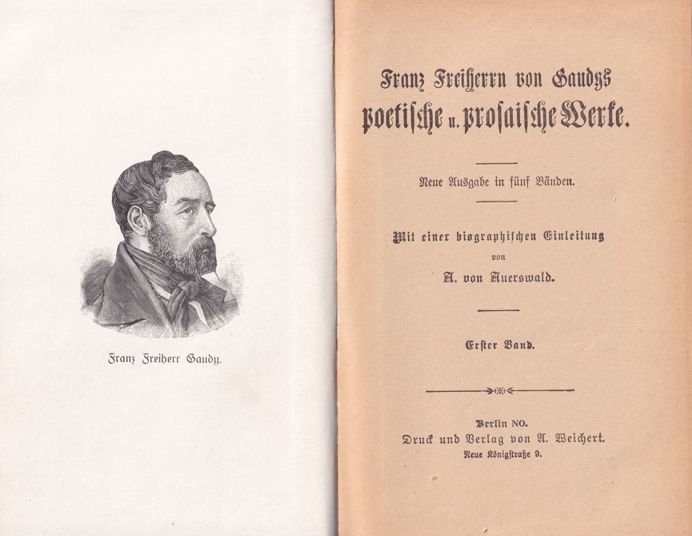 Franz Freiherr Gaudy.
Franz Freiherrn von Gaudys
poetische u. prosaische Werke.
Neue Ausgabe in fünf Bänden.
Mit einer biographischen Einleitung
von
A. von Auerswald.
Erster Band.
Berlin NO.
Druck und Verlag von A. Weichert.
Neue Königstraße 9.